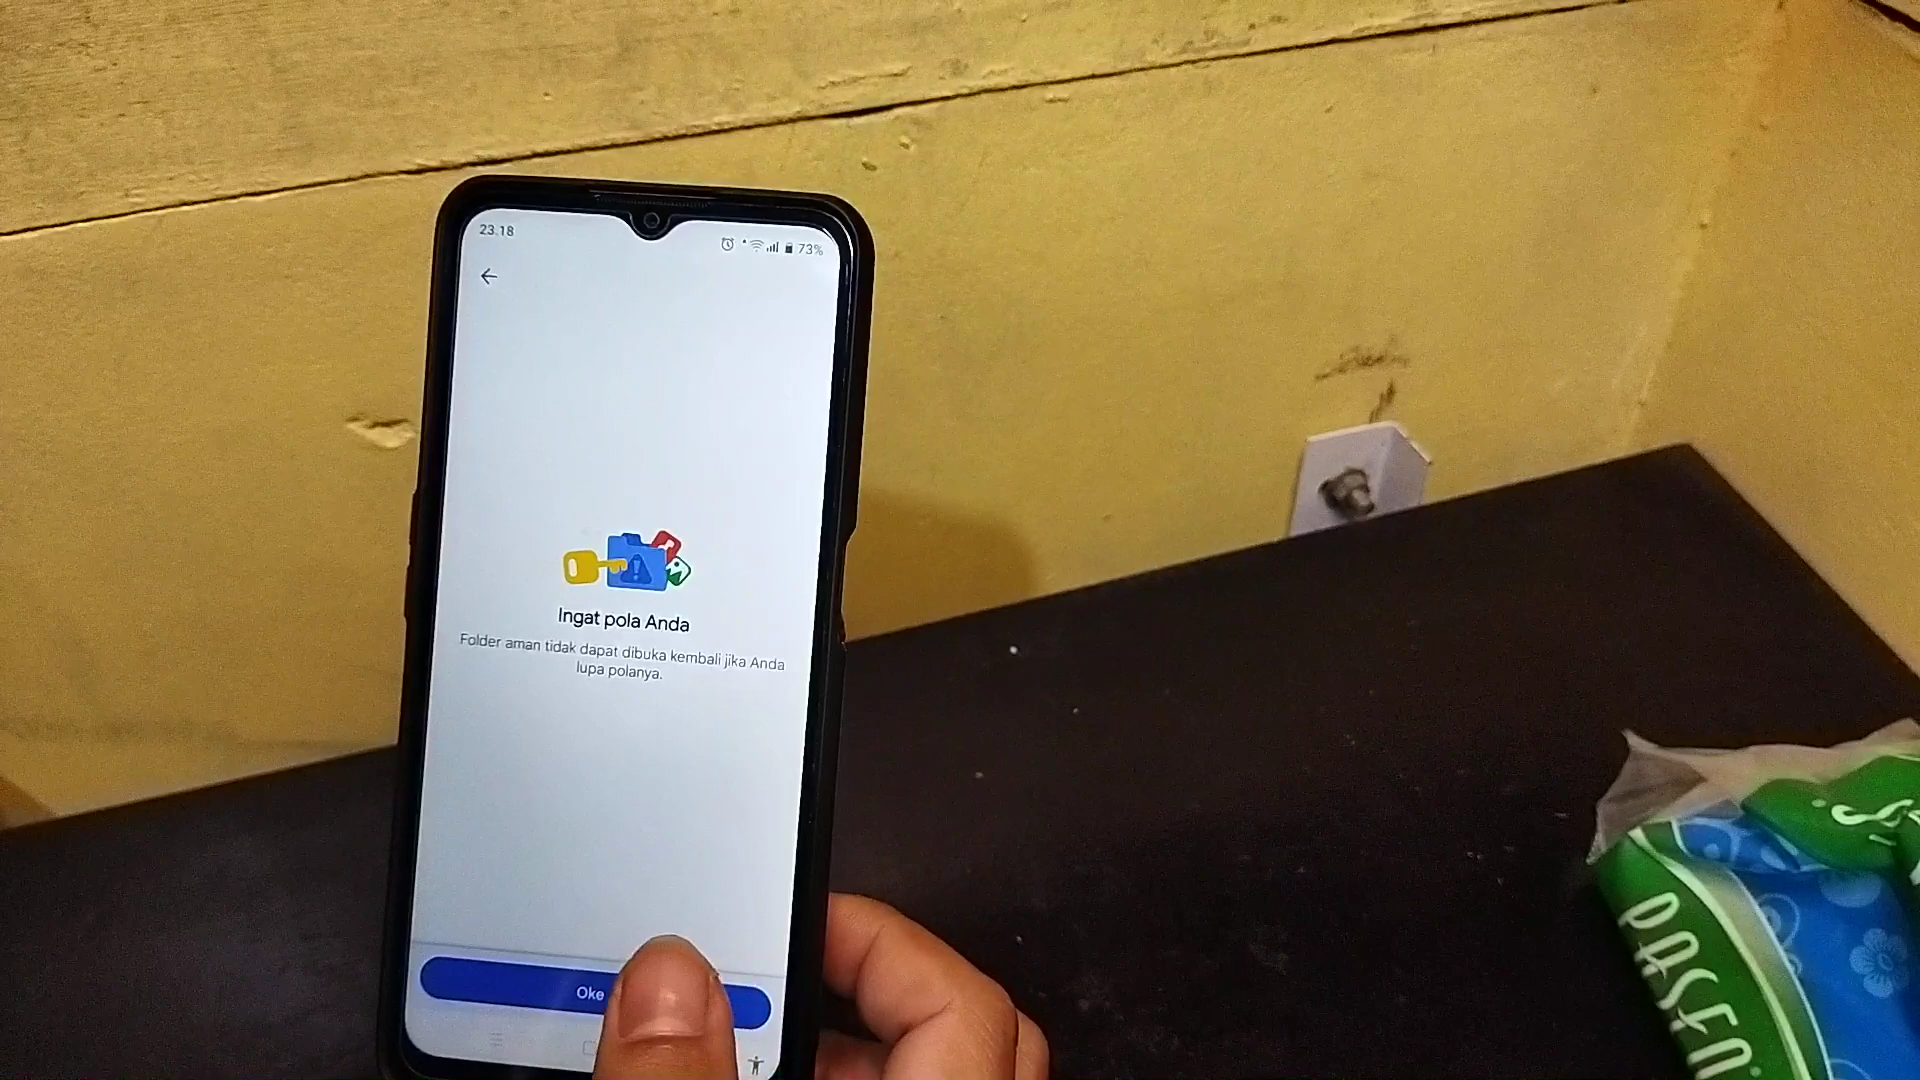 23.18
73%
Ingat pola Anda
Folder aman tidak dapat dibuka kembali jika Anda
lupa polanya.
Oke
PASEO